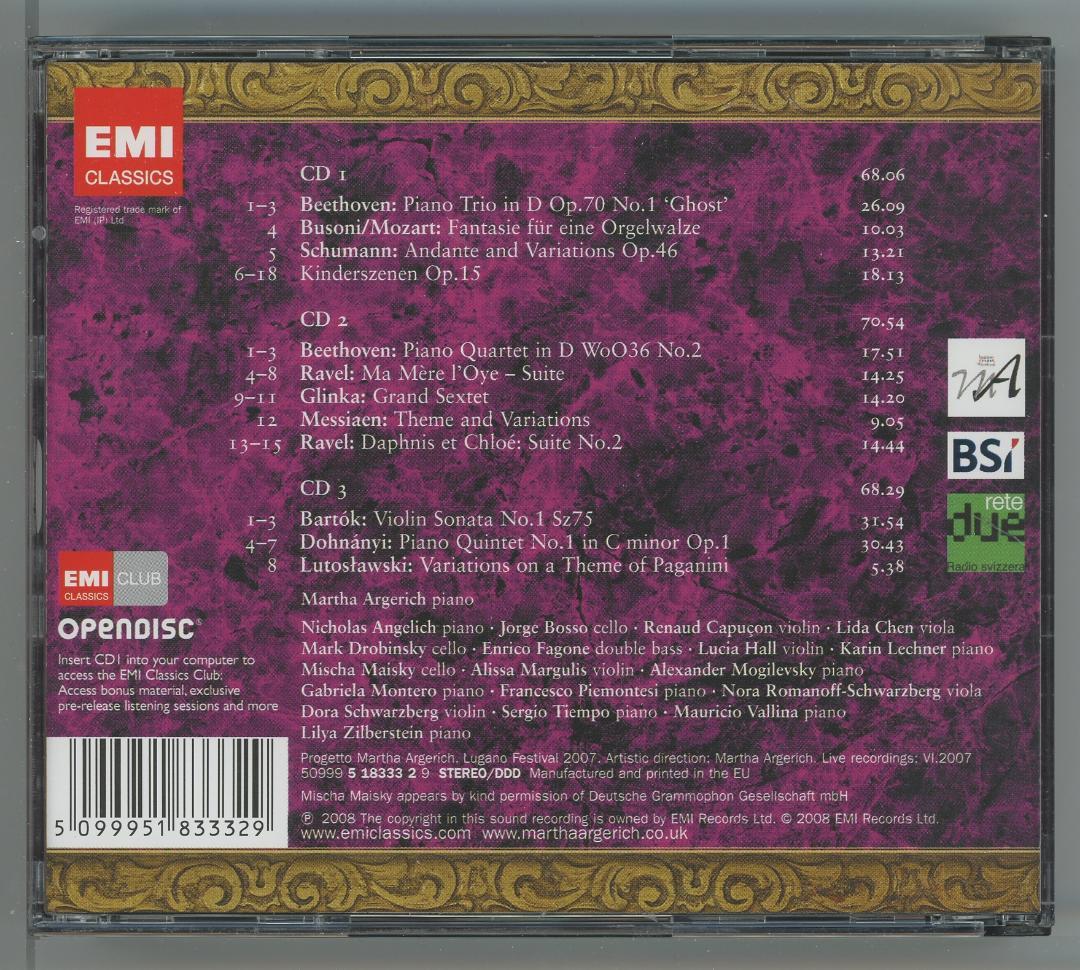 EMI
CLASSICS
Registered trade mark of
EMI (IP) Ltd
CD 1 68.06
1–3 Beethoven: Piano Trio in D Op.70 No.1 ‘Ghost’ 26.09
4 Busoni/Mozart: Fantasie für eine Orgelwalze 10.03
5 Schumann: Andante and Variations Op.46 13.21
6–18 Kinderszenen Op.15 18.13
CD 2 70.54
1–3 Beethoven: Piano Quartet in D WoO36 No.2 17.51
4–8 Ravel: Ma Mère l’Oye – Suite 14.25
9–11 Glinka: Grand Sextet 14.20
12 Messiaen: Theme and Variations 9.05
13–15 Ravel: Daphnis et Chloé: Suite No.2 14.44
CD 3 68.29
1–3 Bartók: Violin Sonata No.1 Sz75 31.54
4–7 Dohnányi: Piano Quintet No.1 in C minor Op.1 30.43
8 Lutosławski: Variations on a Theme of Paganini 5.38
Martha Argerich piano
Nicholas Angelich piano · Jorge Bosso cello · Renaud Capuçon violin · Lida Chen viola
Mark Drobinsky cello · Enrico Fagone double bass · Lucia Hall violin · Karin Lechner piano
Mischa Maisky cello · Alissa Margulis violin · Alexander Mogilevsky piano
Gabriela Montero piano · Francesco Piemontesi piano · Nora Romanoff-Schwarzberg viola
Dora Schwarzberg violin · Sergio Tiempo piano · Mauricio Vallina piano
Lilya Zilberstein piano
Progetto Martha Argerich. Lugano Festival 2007. Artistic direction: Martha Argerich. Live recordings: VI.2007
50999 5 18333 2 9 STEREO/DDD Manufactured and printed in the EU
Mischa Maisky appears by kind permission of Deutsche Grammophon Gesellschaft mbH
℗ 2008 The copyright in this sound recording is owned by EMI Records Ltd. © 2008 EMI Records Ltd.
www.emiclassics.com www.marthaargerich.co.uk
EMI CLUB
CLASSICS
OPENDISC®
Insert CD1 into your computer to
access the EMI Classics Club:
Access bonus material, exclusive
pre-release listening sessions and more
5 099951 833329
MA
BSI
rete
due
Radio svizzera